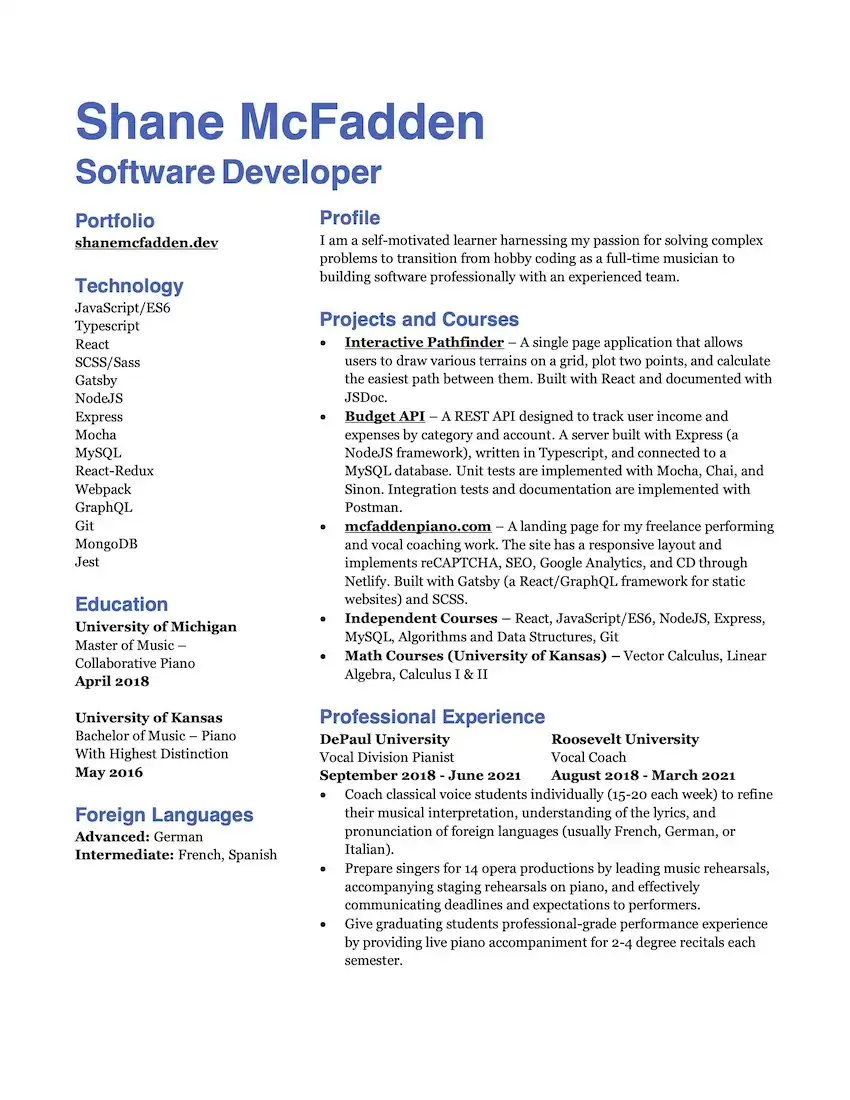 Shane McFadden
Software Developer
Portfolio
shanemcfadden.dev
Technology
JavaScript/ES6
Typescript
React
SCSS/Sass
Gatsby
NodeJS
Express
Mocha
MySQL
React-Redux
Webpack
GraphQL
Git
MongoDB
Jest
Education
University of Michigan
Master of Music –
Collaborative Piano
April 2018
University of Kansas
Bachelor of Music – Piano
With Highest Distinction
May 2016
Foreign Languages
Advanced: German
Intermediate: French, Spanish
Profile
I am a self-motivated learner harnessing my passion for solving complex
problems to transition from hobby coding as a full-time musician to
building software professionally with an experienced team.
Projects and Courses
• Interactive Pathfinder – A single page application that allows
users to draw various terrains on a grid, plot two points, and calculate
the easiest path between them. Built with React and documented with
JSDoc.
• Budget API – A REST API designed to track user income and
expenses by category and account. A server built with Express (a
NodeJS framework), written in Typescript, and connected to a
MySQL database. Unit tests are implemented with Mocha, Chai, and
Sinon. Integration tests and documentation are implemented with
Postman.
• mcfaddenpiano.com – A landing page for my freelance performing
and vocal coaching work. The site has a responsive layout and
implements reCAPTCHA, SEO, Google Analytics, and CD through
Netlify. Built with Gatsby (a React/GraphQL framework for static
websites) and SCSS.
• Independent Courses – React, JavaScript/ES6, NodeJS, Express,
MySQL, Algorithms and Data Structures, Git
• Math Courses (University of Kansas) – Vector Calculus, Linear
Algebra, Calculus I & II
Professional Experience
DePaul University Roosevelt University
Vocal Division Pianist Vocal Coach
September 2018 - June 2021 August 2018 - March 2021
• Coach classical voice students individually (15-20 each week) to refine
their musical interpretation, understanding of the lyrics, and
pronunciation of foreign languages (usually French, German, or
Italian).
• Prepare singers for 14 opera productions by leading music rehearsals,
accompanying staging rehearsals on piano, and effectively
communicating deadlines and expectations to performers.
• Give graduating students professional-grade performance experience
by providing live piano accompaniment for 2-4 degree recitals each
semester.